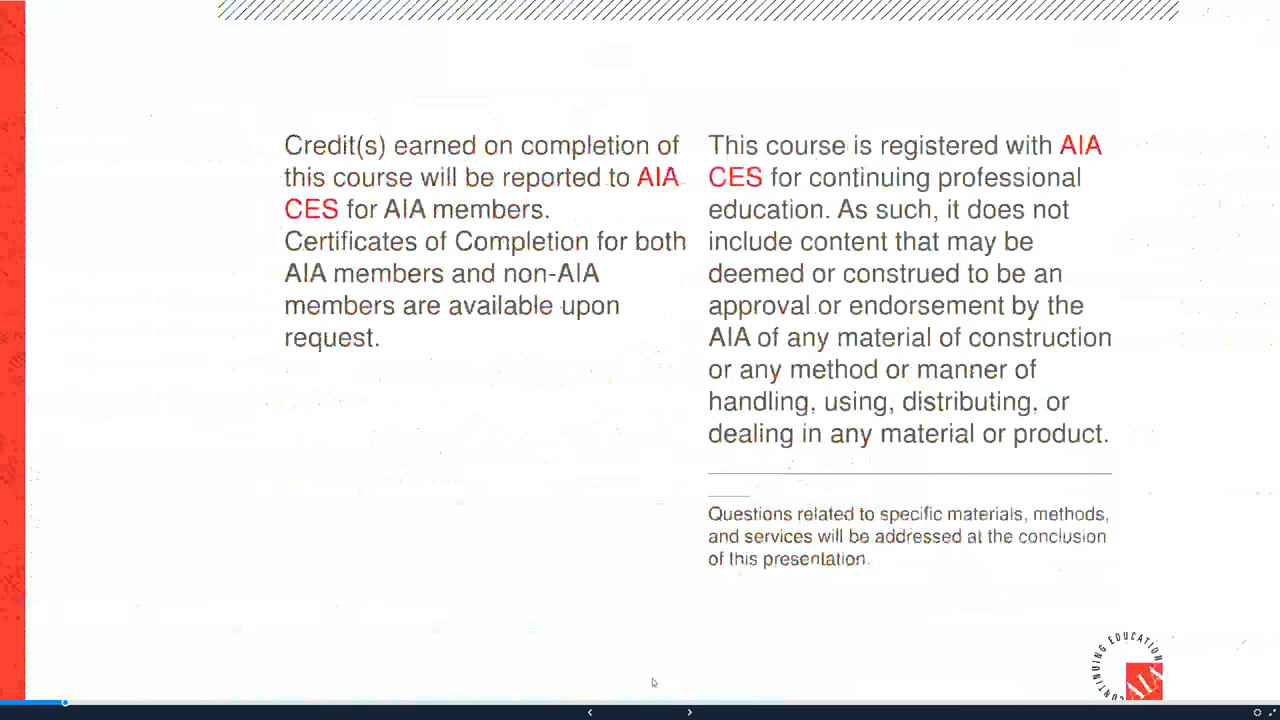 Credit(s) earned on completion of
this course will be reported to AIA
CES for AIA members.
Certificates of Completion for both
AIA members and non-AIA
members are available upon
request.
This course is registered with AIA
CES for continuing professional
education. As such, it does not
include content that may be
deemed or construed to be an
approval or endorsement by the
AIA of any material of construction
or any method or manner of
handling, using, distributing, or
dealing in any material or product.
Questions related to specific materials, methods,
and services will be addressed at the conclusion
of this presentation.
CONTINUING EDUCATION
AIA